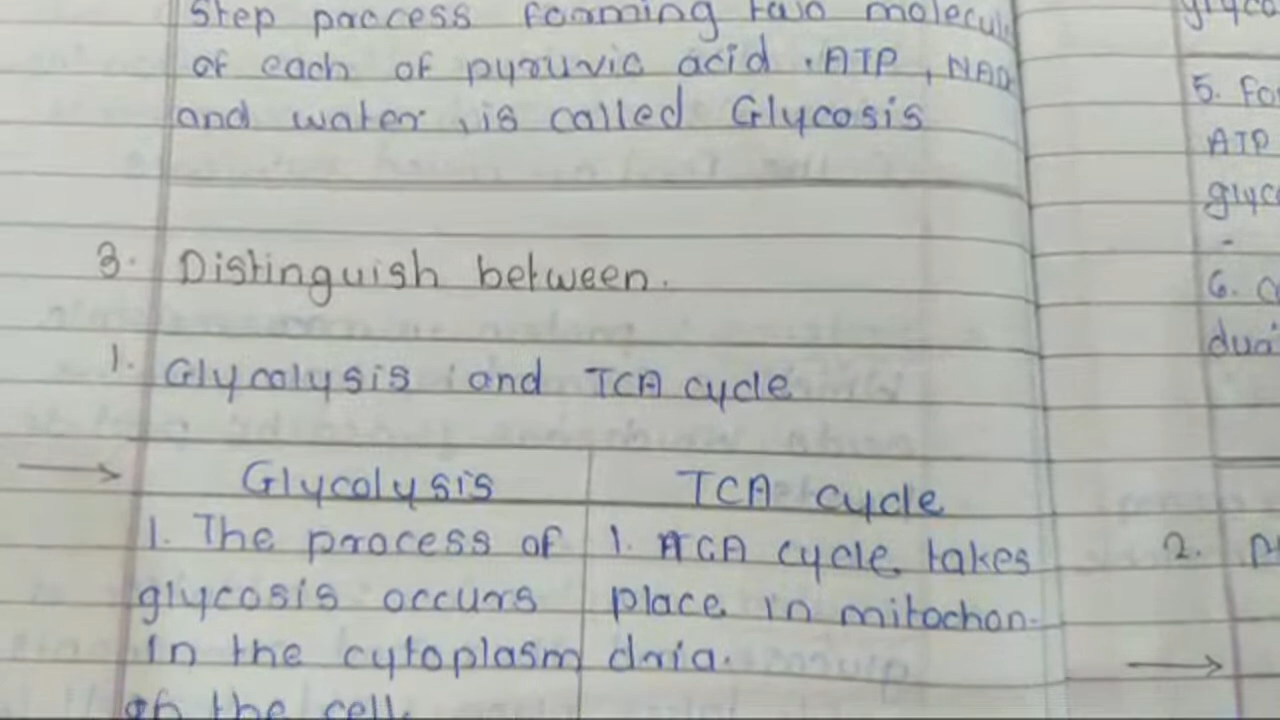 Step process forming two molecul
of each of pyruvic acid , ATP , NAD
and water , is called Glycosis
3. Distinguish between.
1. Glycolysis and TCA cycle
Glycolysis
1. The process of
glycosis occurs
in the cytoplasm
of the cell.
TCA cycle
1. TCA cycle takes
place in mitochon-
dria.
5. Fo
ATP
glyc
6.
2.